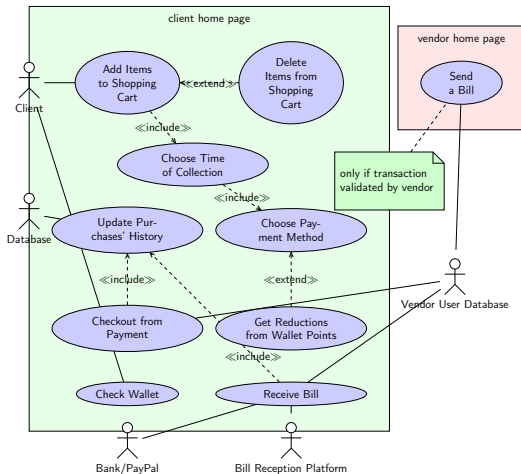 client home page
vendor home page
Add Items
to Shopping
Cart
≪extend≫
Delete
Items from
Shopping
Cart
Send
a Bill
Client
≪include≫
Choose Time
of Collection
only if transaction
validated by vendor
≪include≫
Database
Update Pur-
chases' History
Choose Pay-
ment Method
≪include≫
≪extend≫
Vendor User Database
Checkout from
Payment
Get Reductions
from Wallet Points
≪include≫
Check Wallet
Receive Bill
Bank/PayPal
Bill Reception Platform